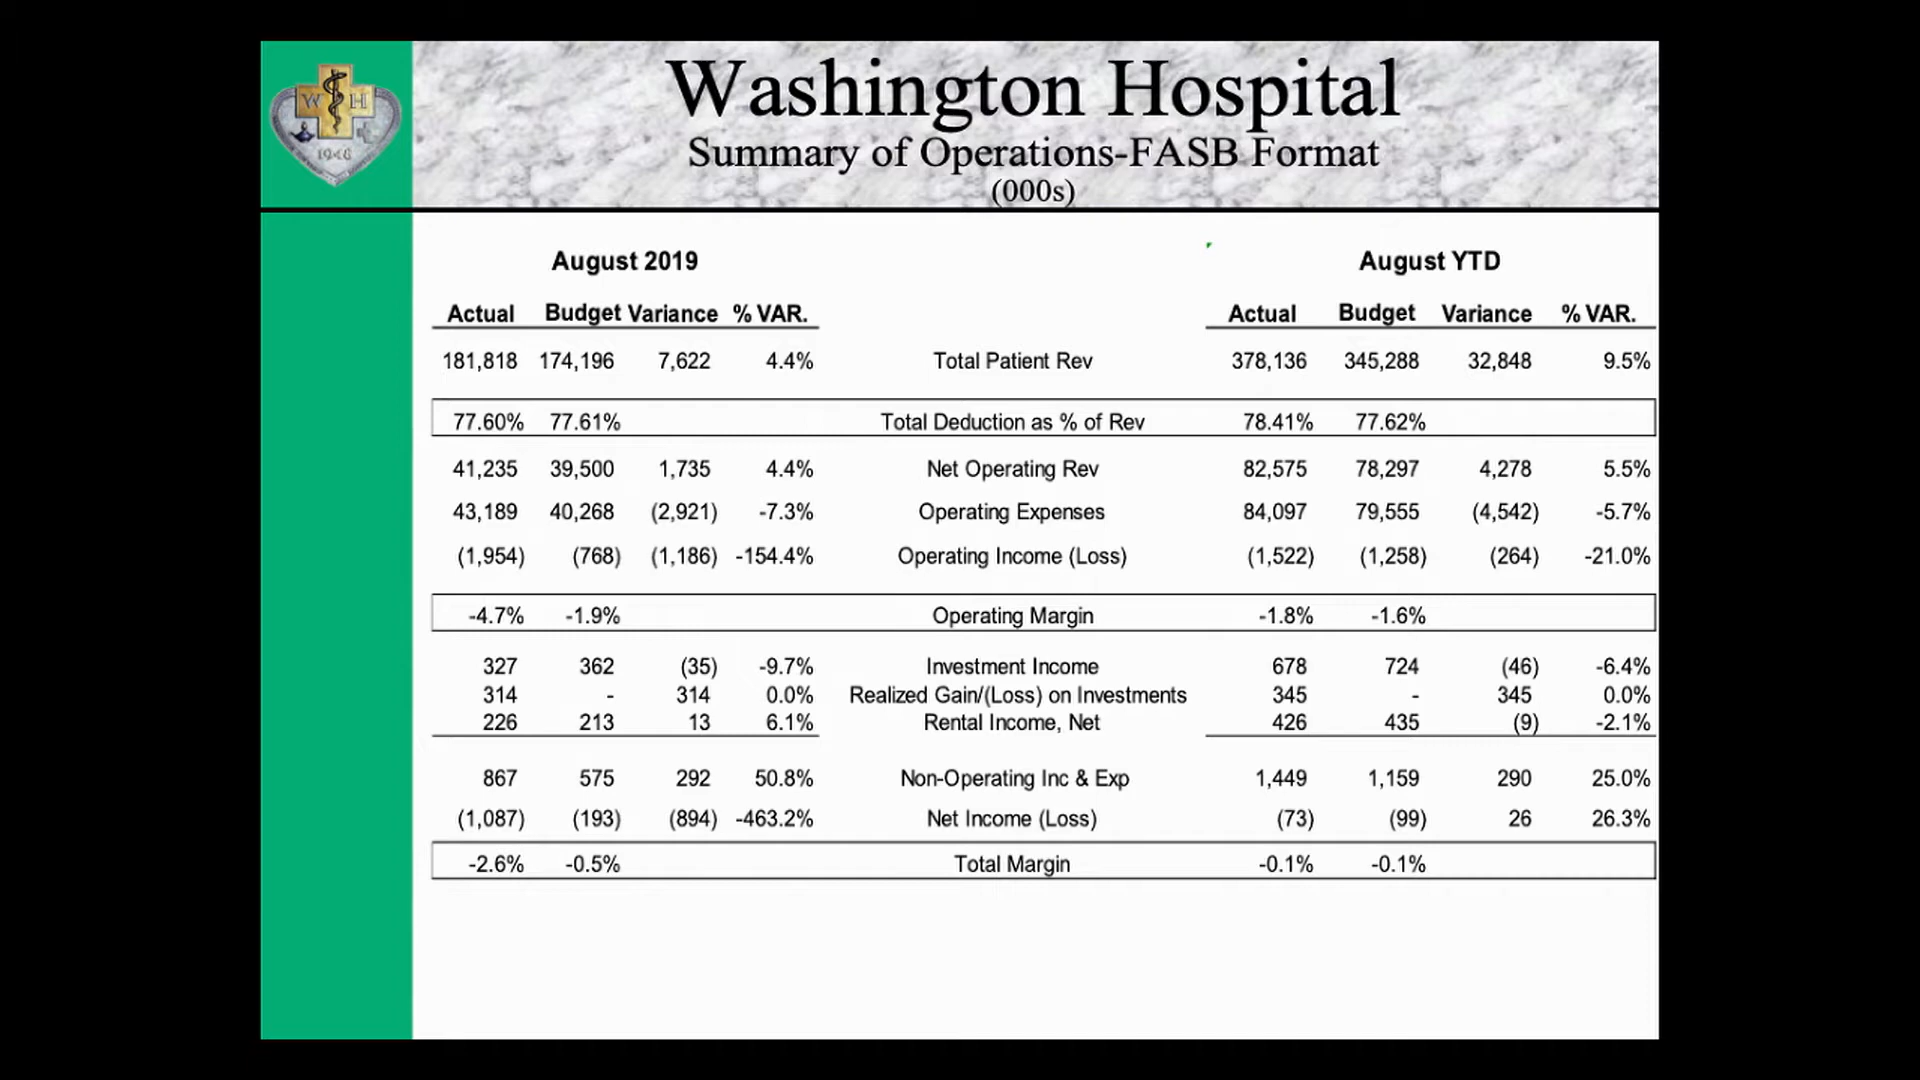 W H
1948
Washington Hospital
Summary of Operations-FASB Format
(000s)
August 2019 August YTD
Actual Budget Variance % VAR. Actual Budget Variance % VAR.
181,818 174,196 7,622 4.4% Total Patient Rev 378,136 345,288 32,848 9.5%
77.60% 77.61% Total Deduction as % of Rev 78.41% 77.62%
41,235 39,500 1,735 4.4% Net Operating Rev 82,575 78,297 4,278 5.5%
43,189 40,268 (2,921) -7.3% Operating Expenses 84,097 79,555 (4,542) -5.7%
(1,954) (768) (1,186) -154.4% Operating Income (Loss) (1,522) (1,258) (264) -21.0%
-4.7% -1.9% Operating Margin -1.8% -1.6%
327 362 (35) -9.7% Investment Income 678 724 (46) -6.4%
314 - 314 0.0% Realized Gain/(Loss) on Investments 345 - 345 0.0%
226 213 13 6.1% Rental Income, Net 426 435 (9) -2.1%
867 575 292 50.8% Non-Operating Inc & Exp 1,449 1,159 290 25.0%
(1,087) (193) (894) -463.2% Net Income (Loss) (73) (99) 26 26.3%
-2.6% -0.5% Total Margin -0.1% -0.1%